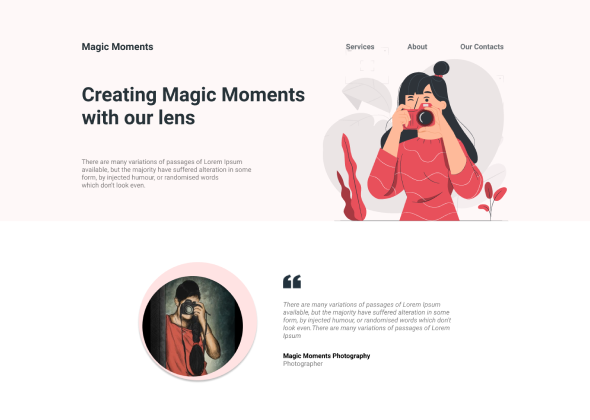 Magic Moments
Services
About
Our Contacts
Creating Magic Moments
with our lens
There are many variations of passages of Lorem Ipsum
available, but the majority have suffered alteration in some
form, by injected humour, or randomised words
which don't look even.
There are many variations of passages of Lorem Ipsum
available, but the majority have suffered alteration in some
form, by injected humour, or randomised words which don't
look even.There are many variations of passages of Lorem
Ipsum
Magic Moments Photography
Photographer